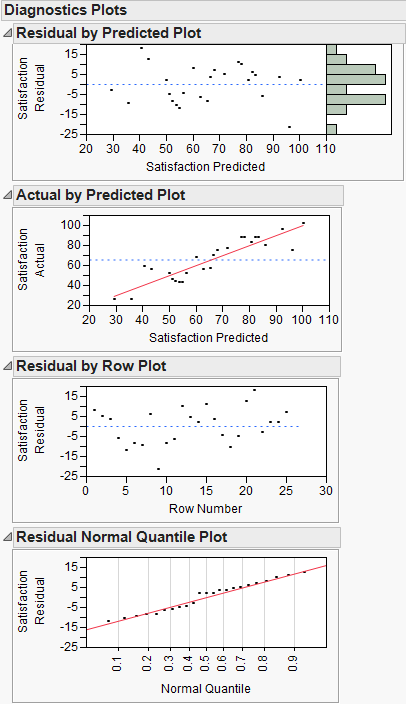 Diagnostics Plots
Residual by Predicted Plot
Satisfaction
Residual
15
5
-5
-15
-25
20 30 40 50 60 70 80 90 100 110
Satisfaction Predicted
Actual by Predicted Plot
Satisfaction
Actual
100
80
60
40
20
20 30 40 50 60 70 80 90 100 110
Satisfaction Predicted
Residual by Row Plot
Satisfaction
Residual
15
5
-5
-15
-25
0 5 10 15 20 25 30
Row Number
Residual Normal Quantile Plot
Satisfaction
Residual
15
5
-5
-15
-25
0.1 0.2 0.3 0.4 0.5 0.6 0.7 0.8 0.9
Normal Quantile